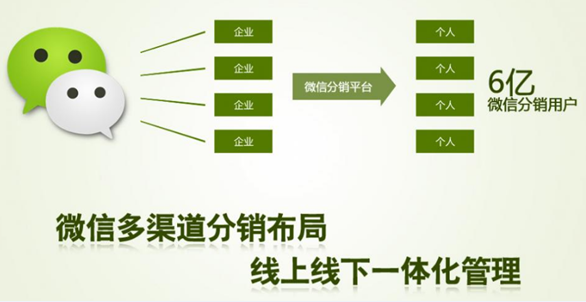 企业
企业
企业
企业
微信分销平台
个人
个人
个人
个人
6亿
微信分销用户
微信多渠道分销布局
线上线下一体化管理